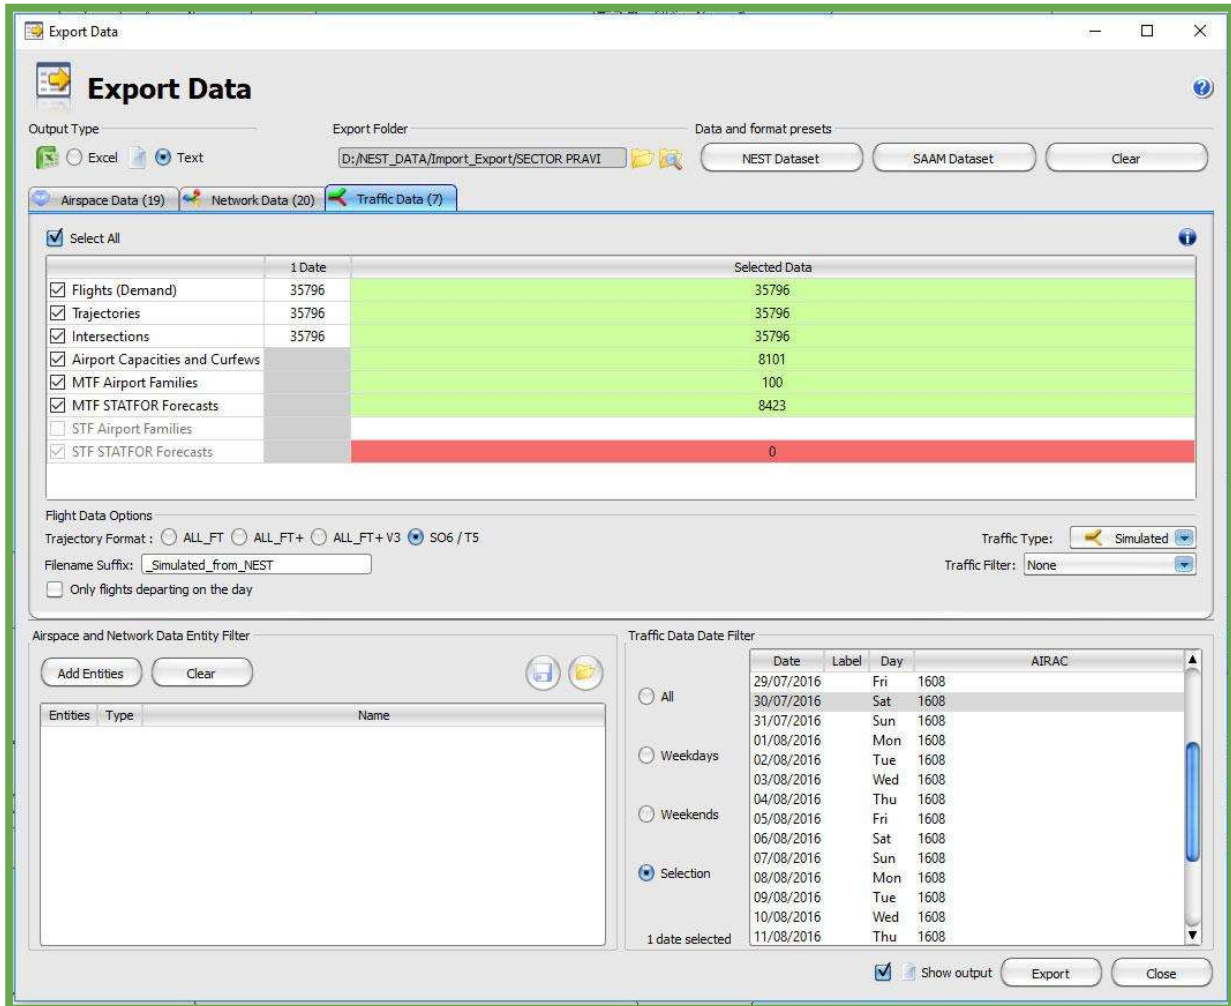 Export Data
Export Data
Output Type Export Folder Data and format presets
Excel Text D:/NEST_DATA/Import_Export/SECTOR PRAVI NEST Dataset SAAM Dataset Clear
Airspace Data (19) Network Data (20) Traffic Data (7)
Select All
1 Date Selected Data
Flights (Demand) 35796 35796
Trajectories 35796 35796
Intersections 35796 35796
Airport Capacities and Curfews 8101
MTF Airport Families 100
MTF STATFOR Forecasts 8423
STF Airport Families
STF STATFOR Forecasts 0
Flight Data Options
Trajectory Format : ALL_FT ALL_FT+ ALL_FT+ V3 SO6 / T5 Traffic Type: Simulated
Filename Suffix: _Simulated_from_NEST Traffic Filter: None
Only flights departing on the day
Airspace and Network Data Entity Filter
Add Entities Clear
Entities Type Name
Traffic Data Date Filter
All
Weekdays
Weekends
Selection
1 date selected
Date Label Day AIRAC
29/07/2016 Fri 1608
30/07/2016 Sat 1608
31/07/2016 Sun 1608
01/08/2016 Mon 1608
02/08/2016 Tue 1608
03/08/2016 Wed 1608
04/08/2016 Thu 1608
05/08/2016 Fri 1608
06/08/2016 Sat 1608
07/08/2016 Sun 1608
08/08/2016 Mon 1608
09/08/2016 Tue 1608
10/08/2016 Wed 1608
11/08/2016 Thu 1608
Show output Export Close